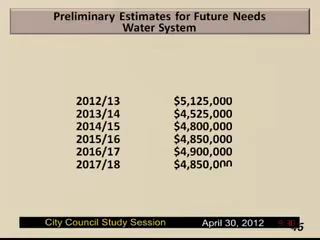 Preliminary Estimates for Future Needs
Water System
2012/13 $5,125,000
2013/14 $4,525,000
2014/15 $4,800,000
2015/16 $4,850,000
2016/17 $4,900,000
2017/18 $4,850,000
City Council Study Session April 30, 2012